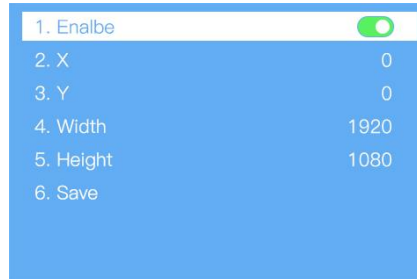 1. Enalbe
2. X 0
3. Y 0
4. Width 1920
5. Height 1080
6. Save